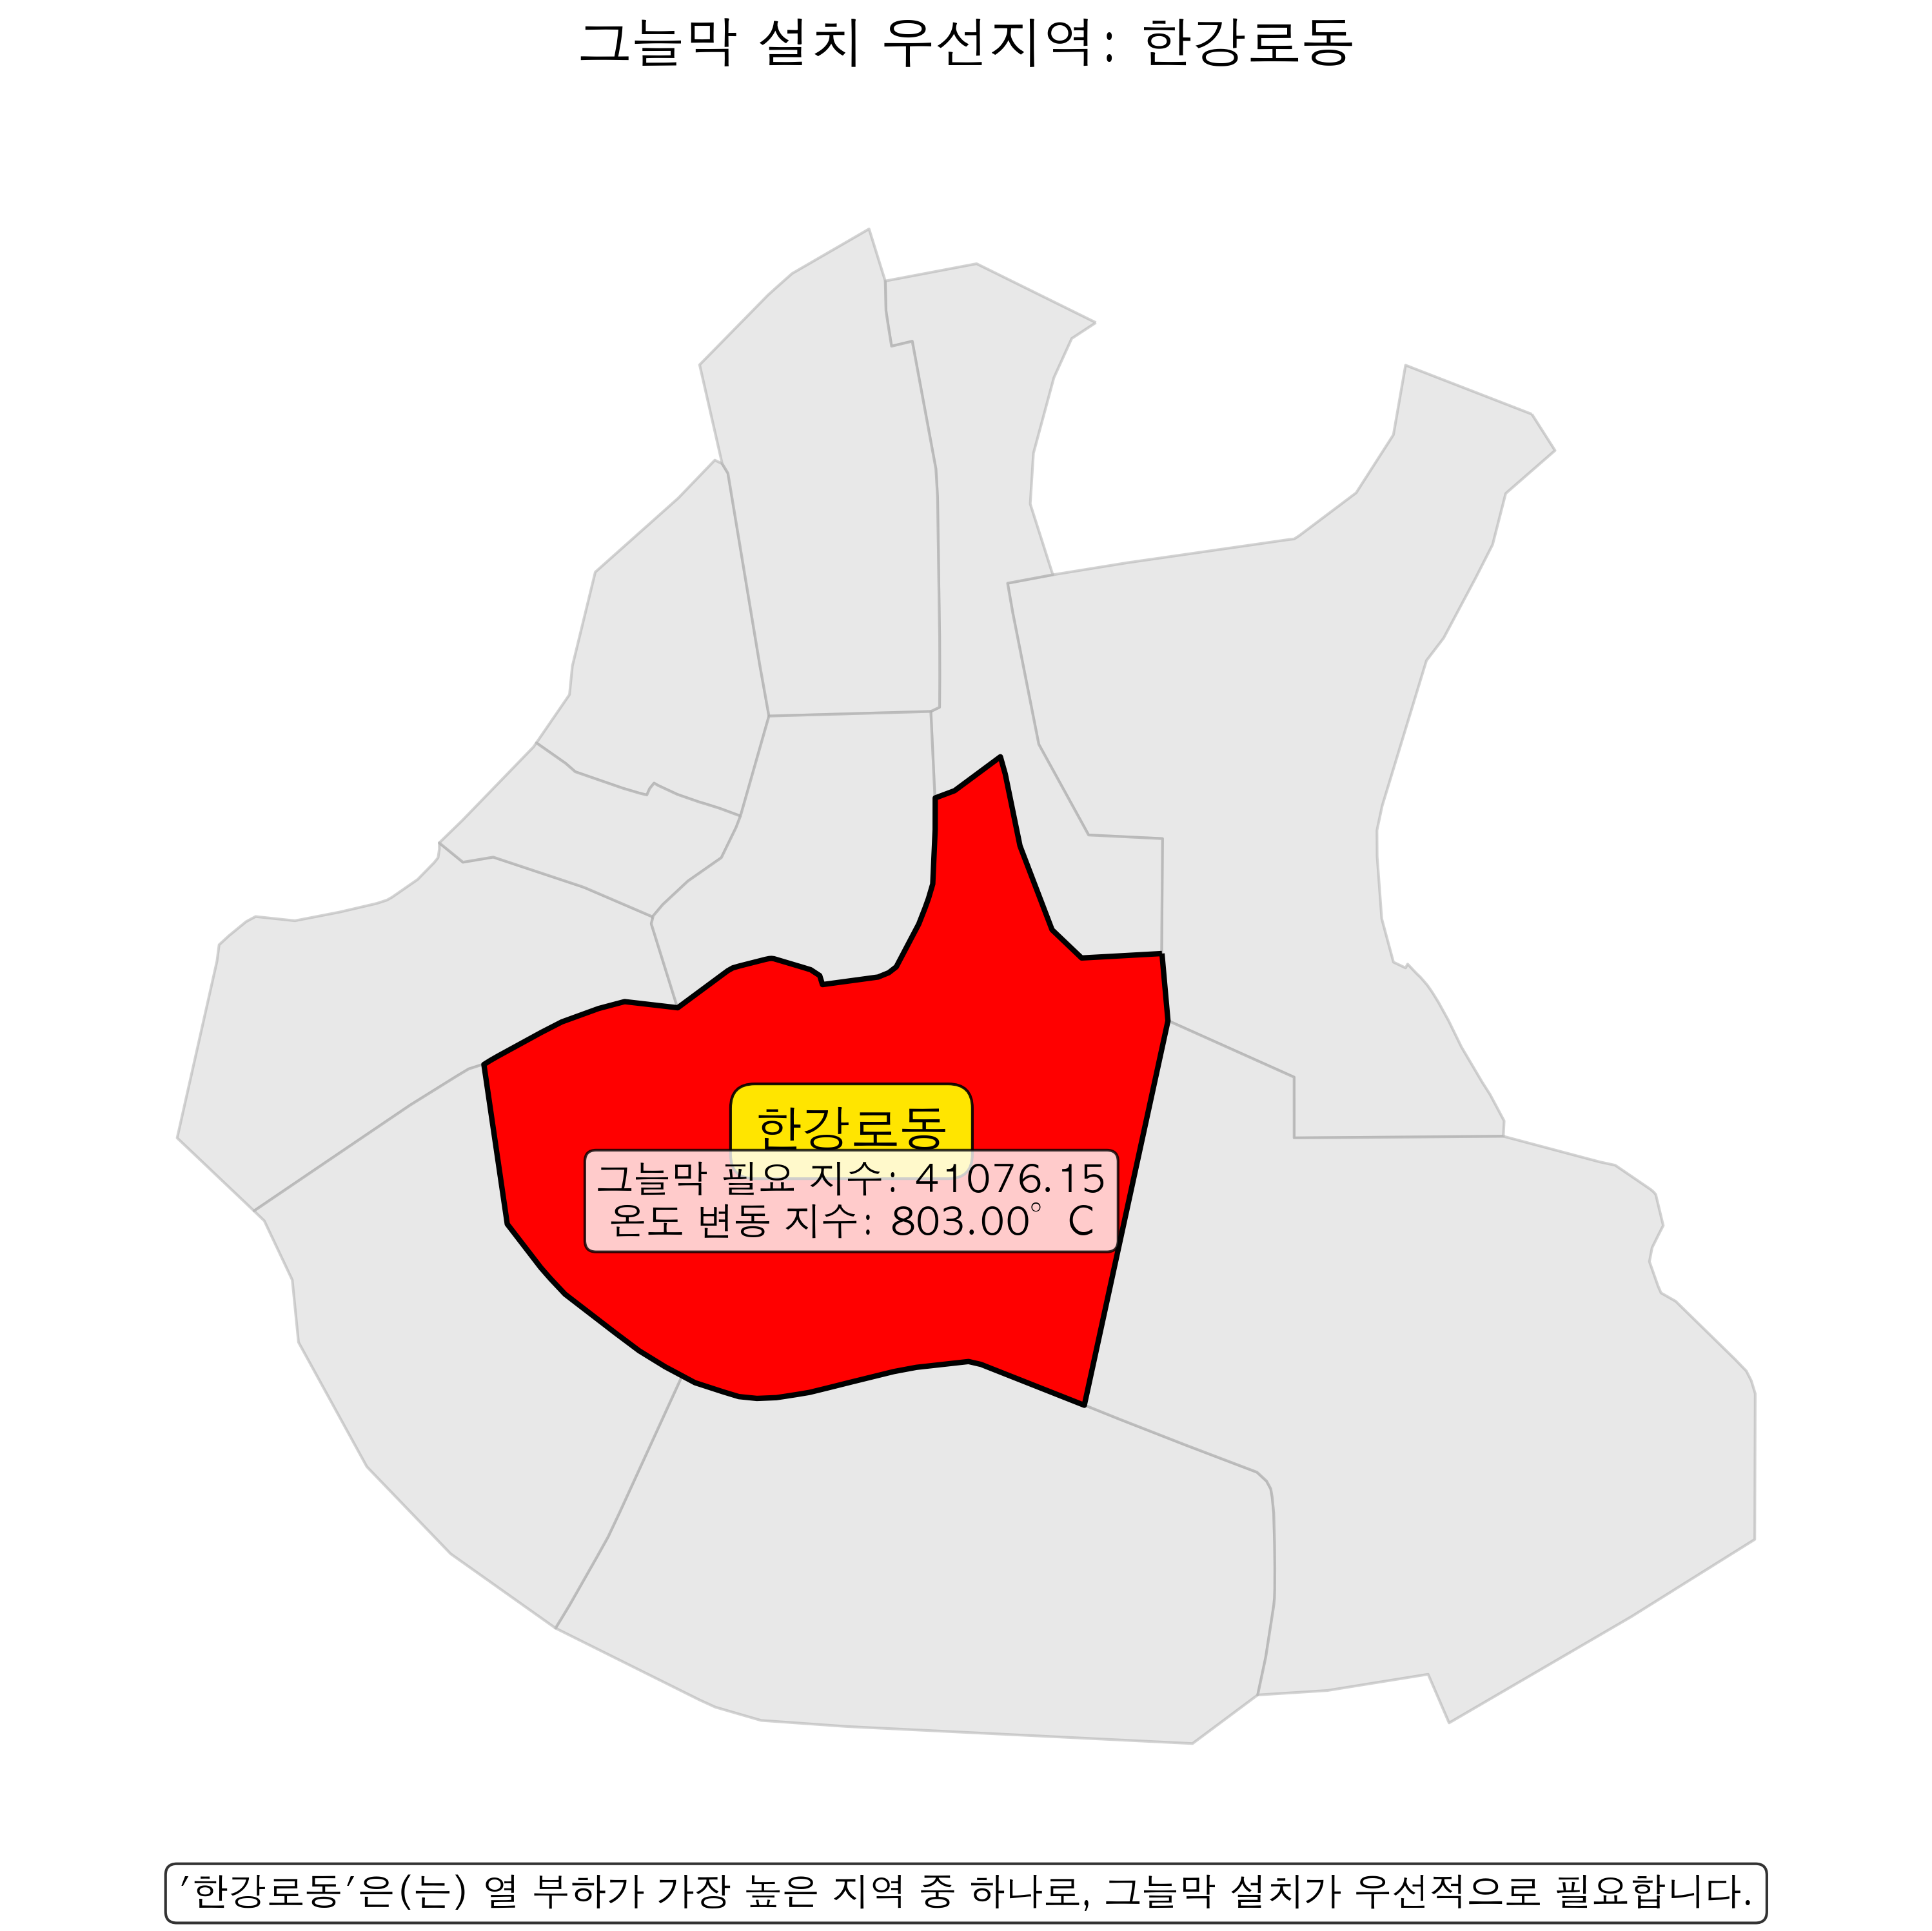 그늘막 설치 우선지역: 한강로동
한강로동
그늘막 필요 지수: 41076.15
온도 변동 지수: 803.00° C
'한강로동'은(는) 열 부하가 가장 높은 지역 중 하나로, 그늘막 설치가 우선적으로 필요합니다.